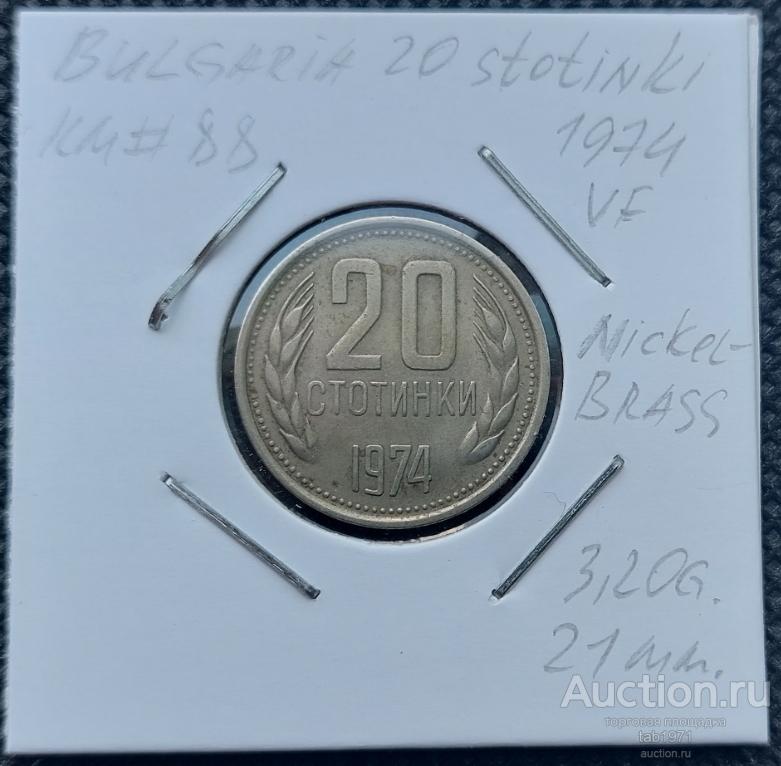 BULGARIA 20 stotinki
KM# 88
1974
VF
20
СТОТИНКИ
1974
Nickel-
BRASS
3,20G.
21mm.
Auction.ru
торговая площадка
tab1971
auction.ru